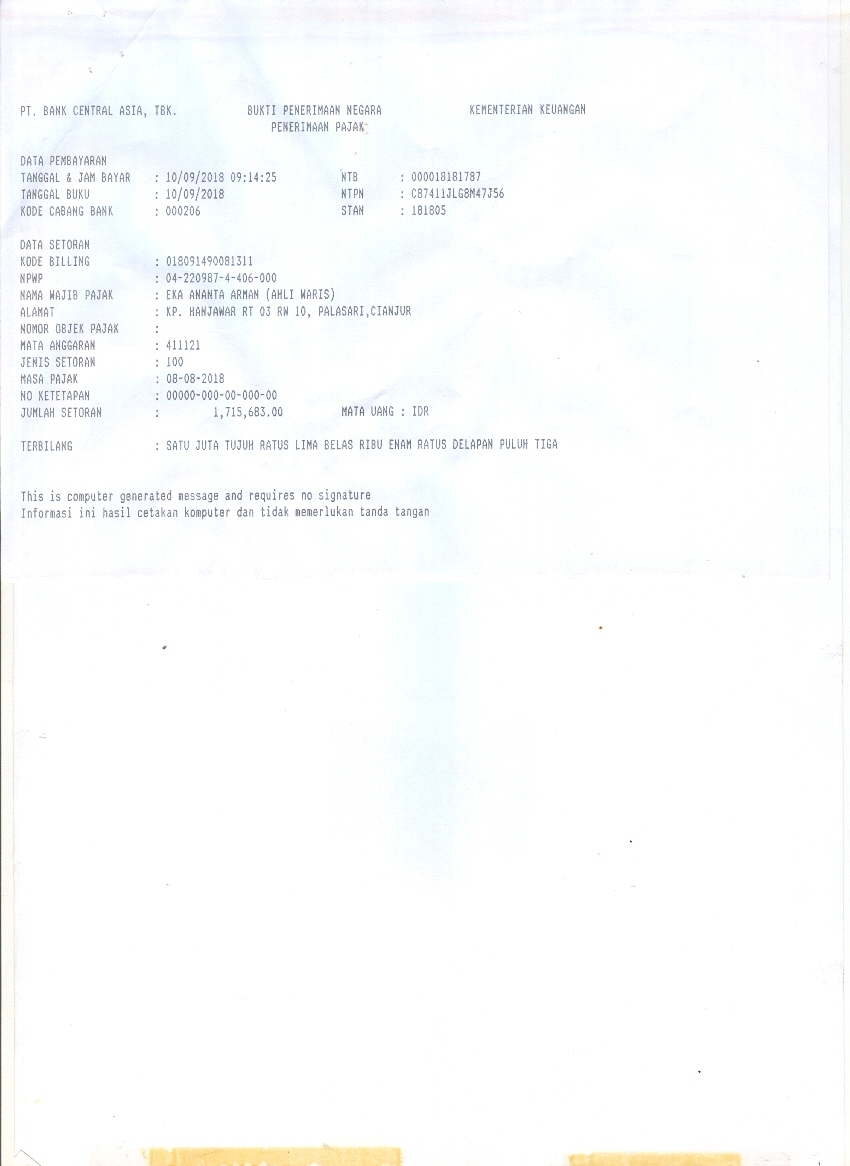 PT. BANK CENTRAL ASIA, TBK. BUKTI PENERIMAAN NEGARA KEMENTERIAN KEUANGAN
PENERIMAAN PAJAK
DATA PEMBAYARAN
TANGGAL & JAM BAYAR : 10/09/2018 09:14:25 NTB : 000018181787
TANGGAL BUKU : 10/09/2018 NTPN : C87411JLG8M47J56
KODE CABANG BANK : 000206 STAN : 181805
DATA SETORAN
KODE BILLING : 018091490081311
NPWP : 04-220987-4-406-000
NAMA WAJIB PAJAK : EKA ANANTA ARMAN (AHLI WARIS)
ALAMAT : KP. HANJAWAR RT 03 RW 10, PALASARI,CIANJUR
NOMOR OBJEK PAJAK :
MATA ANGGARAN : 411121
JENIS SETORAN : 100
MASA PAJAK : 08-08-2018
NO KETETAPAN : 00000-000-00-000-00
JUMLAH SETORAN : 1,715,683.00 MATA UANG : IDR
TERBILANG : SATU JUTA TUJUH RATUS LIMA BELAS RIBU ENAM RATUS DELAPAN PULUH TIGA
This is computer generated message and requires no signature
Informasi ini hasil cetakan komputer dan tidak memerlukan tanda tangan